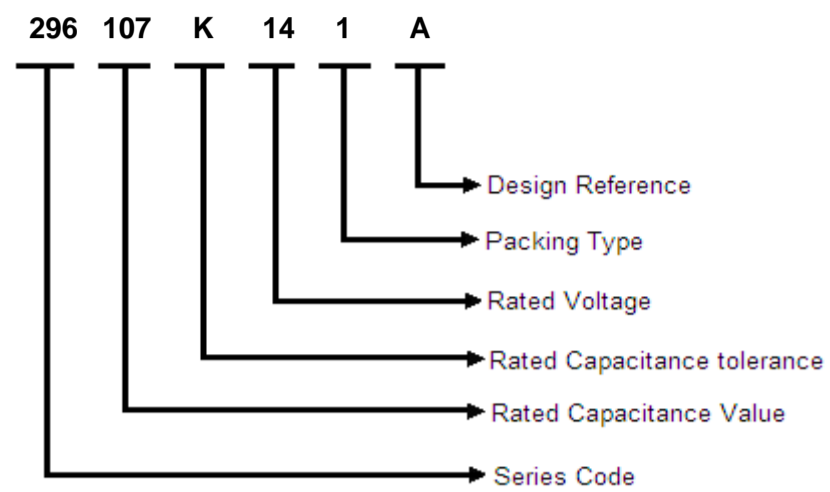 296 107 K 14 1 A
Design Reference
Packing Type
Rated Voltage
Rated Capacitance tolerance
Rated Capacitance Value
Series Code